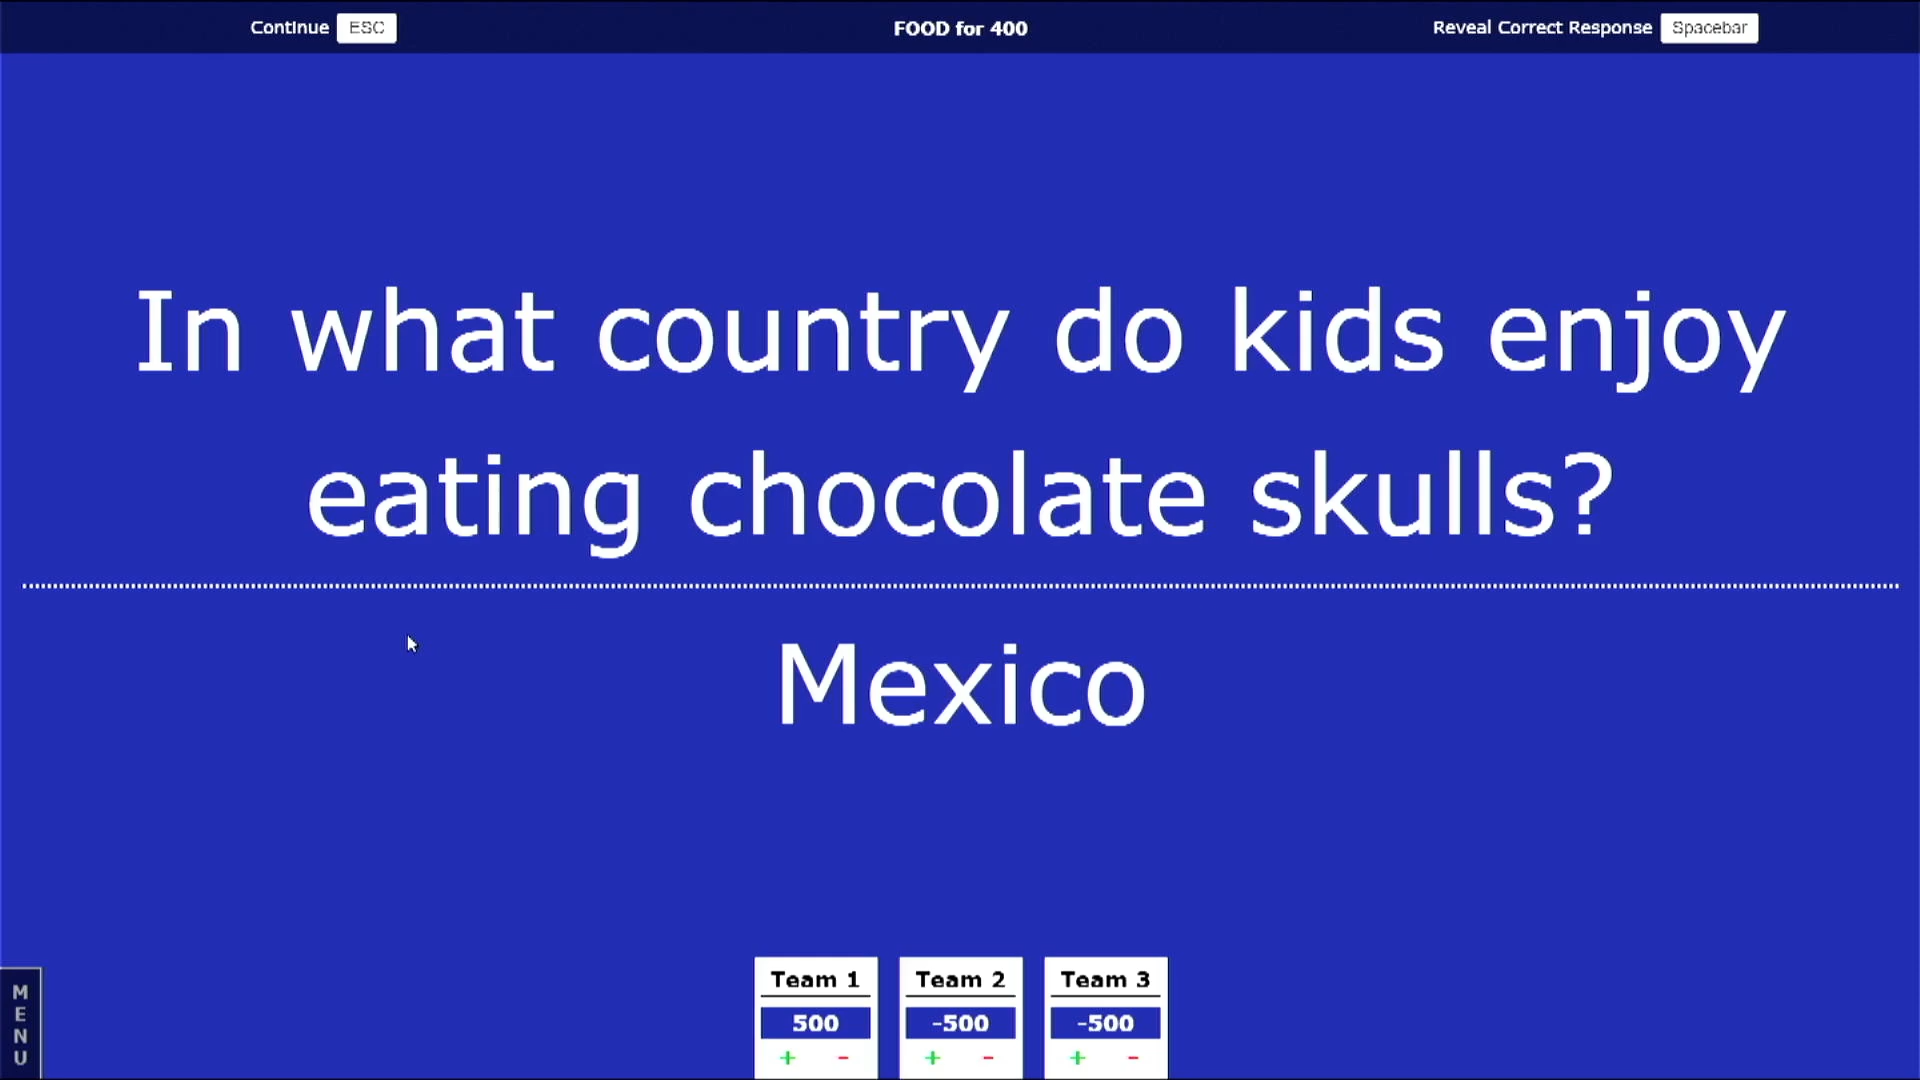 Continue ESC
FOOD for 400
Reveal Correct Response Spacebar
In what country do kids enjoy
eating chocolate skulls?
Mexico
MENU
Team 1
500
+ -
Team 2
-500
+ -
Team 3
-500
+ -